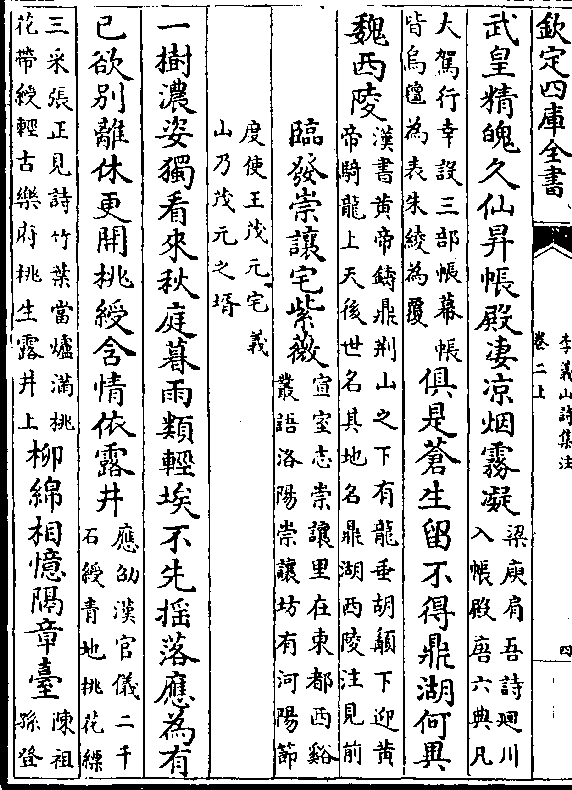 欽定四庫全書
李義山詩集注
卷二上
四
武皇精魄久仙昇帳殿淒涼烟霧凝
梁庾肩吾詩迴川
入帳殿唐六典凡
大駕行幸設三部帳幕帳
皆烏氊為表朱綾為覆
俱是蒼生留不得鼎湖何異
魏西陵
漢書黄帝鑄鼎荆山之下有龍垂胡顛下迎黄
帝騎龍上天後世名其地名鼎湖西陵注見前
臨發崇讓宅紫薇
宣室志崇讓里在東都西谿
叢語洛陽崇讓坊有河陽節
度使王茂元宅義
山乃茂元之壻
一樹濃姿獨看來秋庭暮雨類輕埃不先揺落應為有
已欲别離休更開桃綬含情依露井
應劭漢官儀二千
石綬青地桃花縹
三采張正見詩竹葉當爐滿桃
花帶綬輕古樂府桃生露井上
柳綿相憶隔章臺
陳祖
孫登